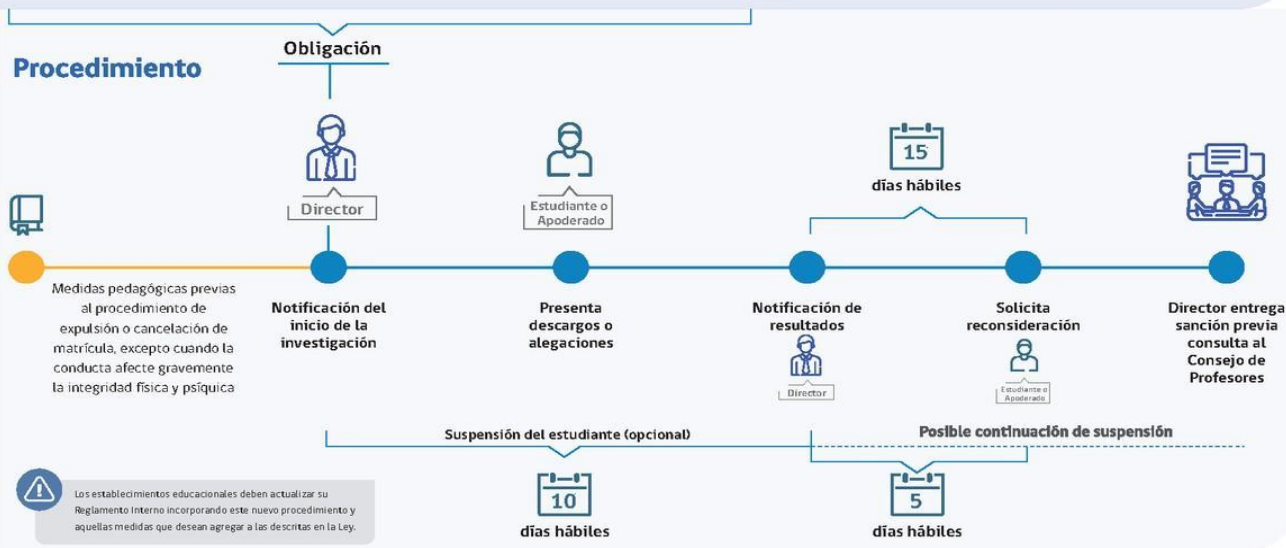 Procedimiento
Obligación
Director
Estudiante o
Apoderado
15
días hábiles
Medidas pedagógicas previas
al procedimiento de
expulsión o cancelación de
matrícula, excepto cuando la
conducta afecte gravemente
la integridad física y psíquica
Notificación del
inicio de la
investigación
Presenta
descargos o
alegaciones
Notificación de
resultados
Director
Solicita
reconsideración
Estudiante o
Apoderado
Director entrega
sanción previa
consulta al
Consejo de
Profesores
Suspensión del estudiante (opcional)
Posible continuación de suspensión
10
días hábiles
5
días hábiles
Los establecimientos educacionales deben actualizar su
Reglamento Interno incorporando este nuevo procedimiento y
aquellas medidas que desean agregar a las descritas en la Ley.